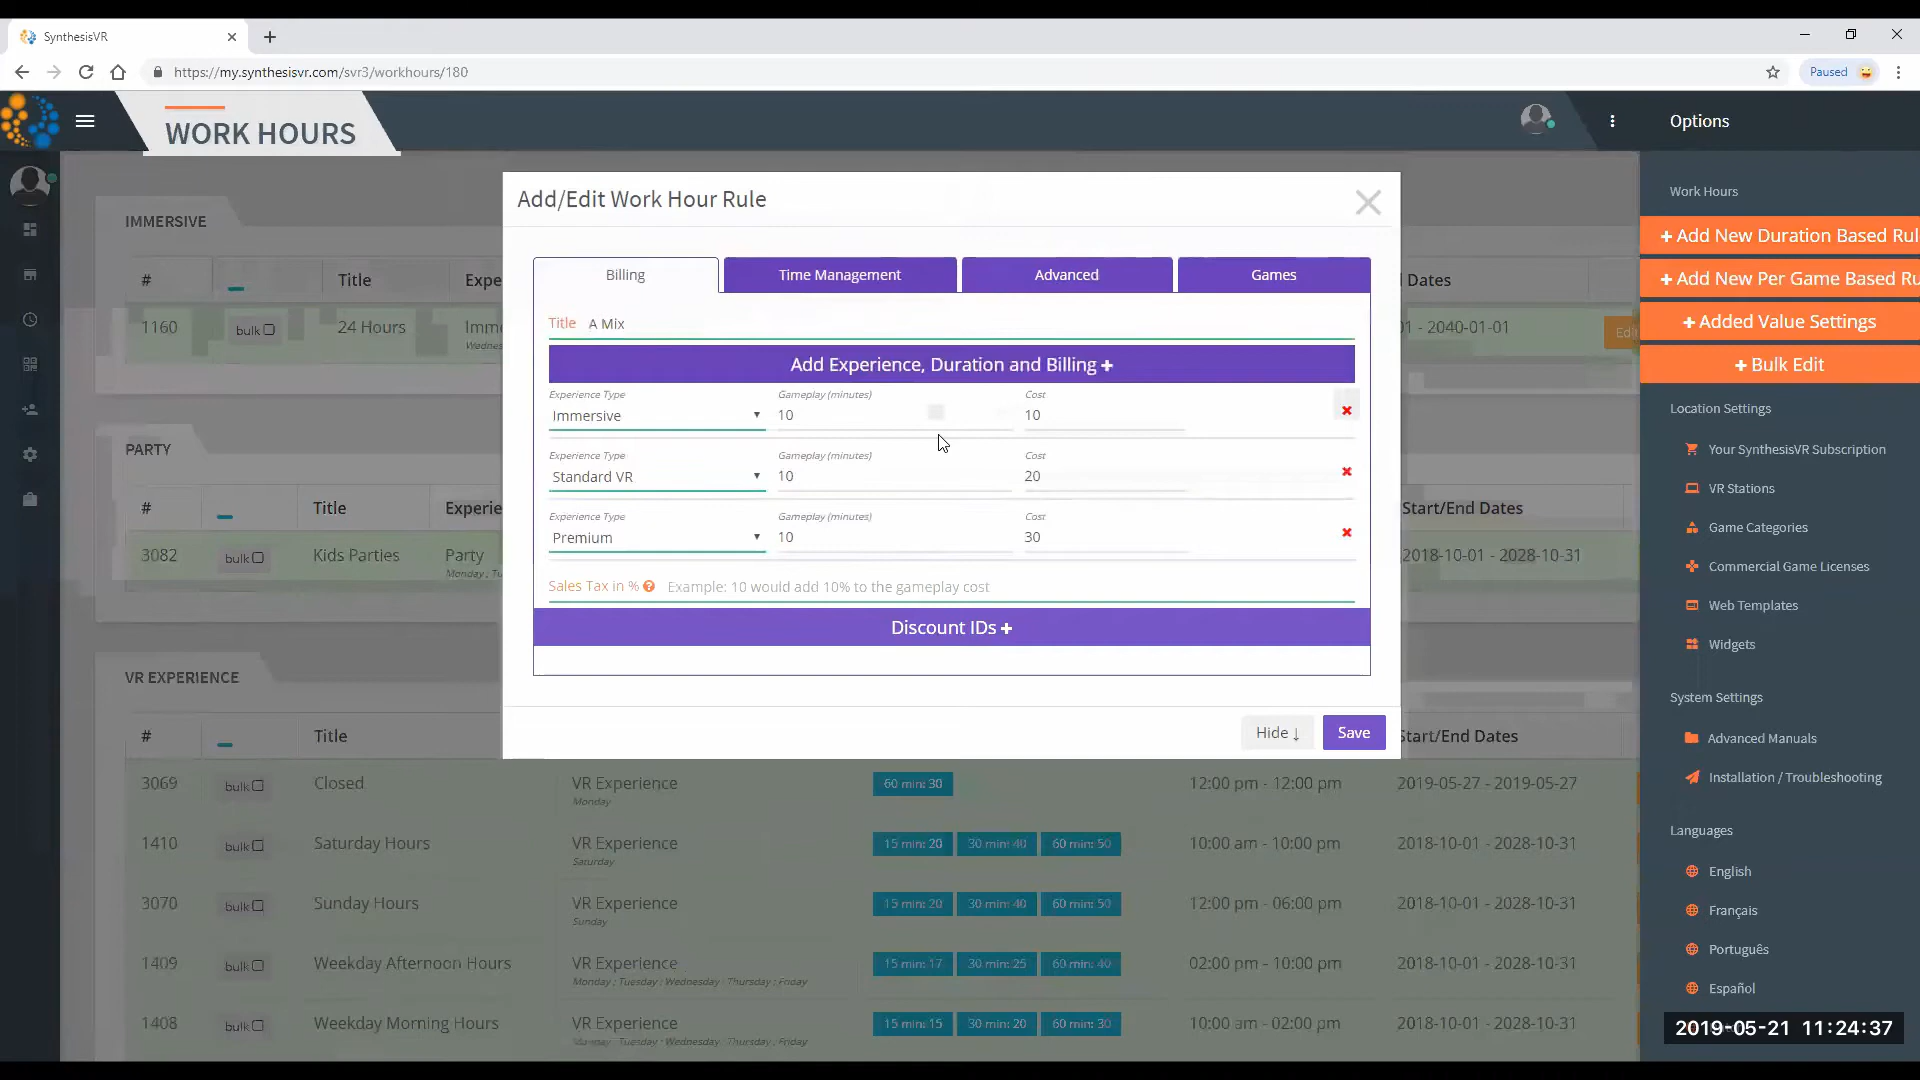 SynthesisVR
https://my.synthesisvr.com/svr3/workhours/180
Paused
WORK HOURS
Options
Add/Edit Work Hour Rule
Billing
Time Management
Advanced
Games
Title A Mix
Add Experience, Duration and Billing +
Experience Type Gameplay (minutes) Cost
Immersive 10 10
Experience Type Gameplay (minutes) Cost
Standard VR 10 20
Experience Type Gameplay (minutes) Cost
Premium 10 30
Sales Tax in % ? Example: 10 would add 10% to the gameplay cost
Discount IDs +
Hide ↓ Save
IMMERSIVE
# Title Expe Dates
1160 bulk 24 Hours Imme 01 - 2040-01-01 Edit
Wednes
PARTY
# Title Experie Start/End Dates
3082 bulk Kids Parties Party 2018-10-01 - 2028-10-31
Monday ; Tu
VR EXPERIENCE
# Title Start/End Dates
3069 bulk Closed VR Experience 60 min: 30 12:00 pm - 12:00 pm 2019-05-27 - 2019-05-27
Monday
1410 bulk Saturday Hours VR Experience 15 min: 20 30 min: 40 60 min: 50 10:00 am - 10:00 pm 2018-10-01 - 2028-10-31
Saturday
3070 bulk Sunday Hours VR Experience 15 min: 20 30 min: 40 60 min: 50 12:00 pm - 06:00 pm 2018-10-01 - 2028-10-31
Sunday
1409 bulk Weekday Afternoon Hours VR Experience 15 min: 17 30 min: 25 60 min: 40 02:00 pm - 10:00 pm 2018-10-01 - 2028-10-31
Monday ; Tuesday ; Wednesday ; Thursday ; Friday
1408 bulk Weekday Morning Hours VR Experience 15 min: 15 30 min: 20 60 min: 30 10:00 am - 02:00 pm 2018-10-01 - 2028-10-31
Monday ; Tuesday ; Wednesday ; Thursday ; Friday
Work Hours
+ Add New Duration Based Rul
+ Add New Per Game Based Ru
+ Added Value Settings
+ Bulk Edit
Location Settings
Your SynthesisVR Subscription
VR Stations
Game Categories
Commercial Game Licenses
Web Templates
Widgets
System Settings
Advanced Manuals
Installation / Troubleshooting
Languages
English
Français
Português
Español
2019-05-21 11:24:37